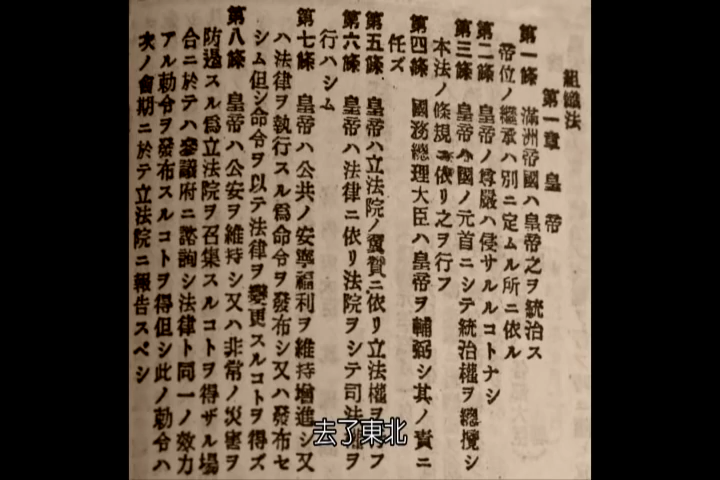 組織法
第一章 皇帝
第一條 滿洲帝國ハ皇帝之ヲ統治ス
帝位ノ繼承ハ別ニ定ムル所ニ依ル
第二條 皇帝ノ尊嚴ハ侵サルルコトナシ
第三條 皇帝ハ國ノ元首ニシテ統治權ヲ總攬シ
本法ノ條規ニ依リ之ヲ行フ
第四條 國務總理大臣ハ皇帝ヲ輔弼シ其ノ責ニ
任ズ
第五條 皇帝ハ立法院ノ翼贊ニ依リ立法權ヲ行フ
第六條 皇帝ハ法律ニ依リ法院ヲシテ司法權ヲ
行ハシム
第七條 皇帝ハ公共ノ安寧福利ヲ維持增進シ又
ハ法律ヲ執行スル爲命令ヲ發布シ又ハ發布セ
シム但シ命令ヲ以テ法律ヲ變更スルコトヲ得ズ
第八條 皇帝ハ公安ヲ維持シ又ハ非常ノ災害ヲ
防遏スル爲立法院ヲ召集スルコトヲ得ザル場
合ニ於テハ參議府ニ諮詢シ法律ト同一ノ效力
アル勅令ヲ發布スルコトヲ得但シ此ノ勅令ハ
次ノ會期ニ於テ立法院ニ報告スベシ
去了東北